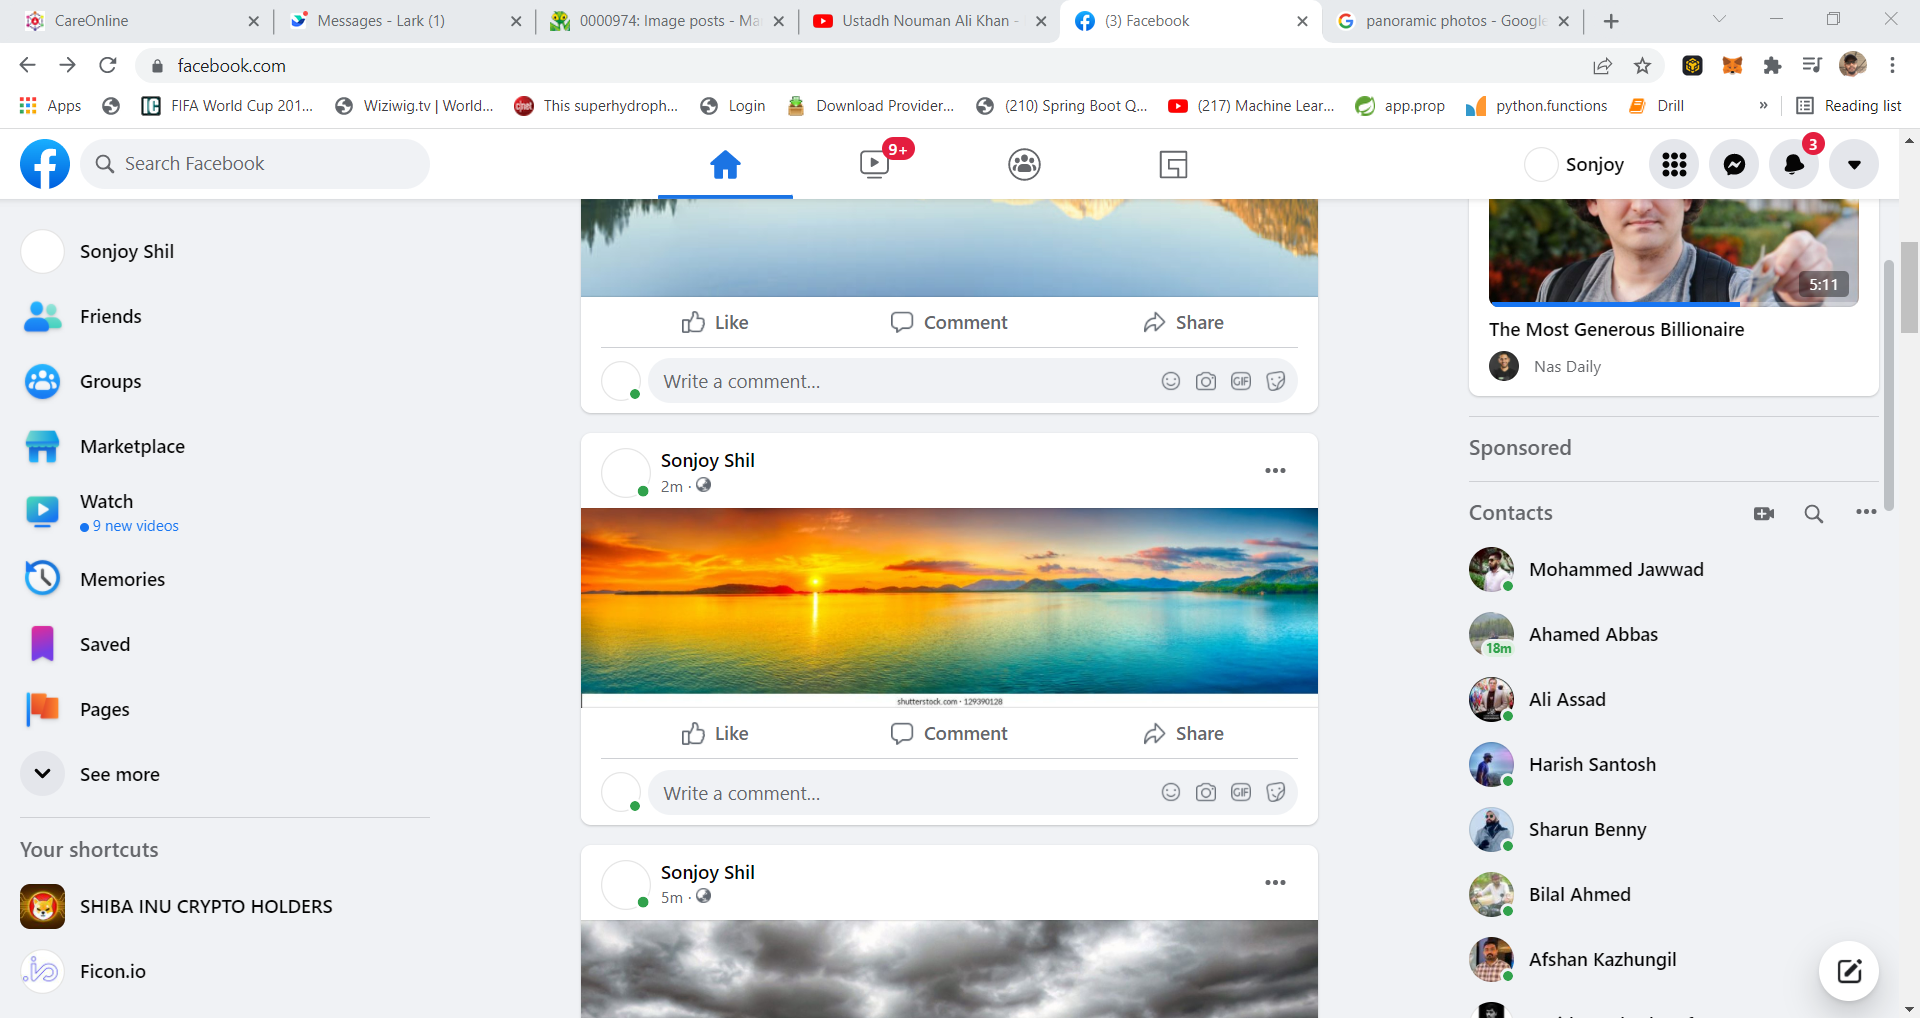 CareOnline
Messages - Lark (1)
0000974: Image posts - Ma
Ustadh Nouman Ali Khan -
(3) Facebook
panoramic photos - Google
facebook.com
Apps
FIFA World Cup 201...
Wiziwig.tv | World...
cnet
This superhydroph...
Login
Download Provider...
(210) Spring Boot Q...
(217) Machine Lear...
app.prop
python.functions
Drill
»
Reading list
Search Facebook
9+
Sonjoy
3
Sonjoy Shil
Friends
Groups
Marketplace
Watch
9 new videos
Memories
Saved
Pages
See more
Your shortcuts
SHIBA INU CRYPTO HOLDERS
Ficon.io
Like
Comment
Share
Write a comment...
GIF
Sonjoy Shil
2m ·
shutterstock.com · 129390128
Like
Comment
Share
Write a comment...
GIF
Sonjoy Shil
5m ·
5:11
The Most Generous Billionaire
Nas Daily
Sponsored
Contacts
Mohammed Jawwad
Ahamed Abbas
18m
Ali Assad
Harish Santosh
Sharun Benny
Bilal Ahmed
Afshan Kazhungil